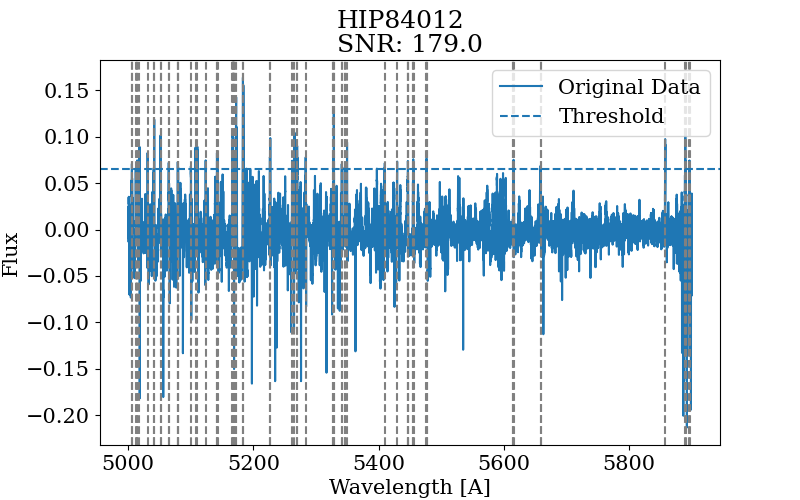 HIP84012
SNR: 179.0
Original Data
Threshold
Flux
0.15
0.10
0.05
0.00
−0.05
−0.10
−0.15
−0.20
5000 5200 5400 5600 5800
Wavelength [A]